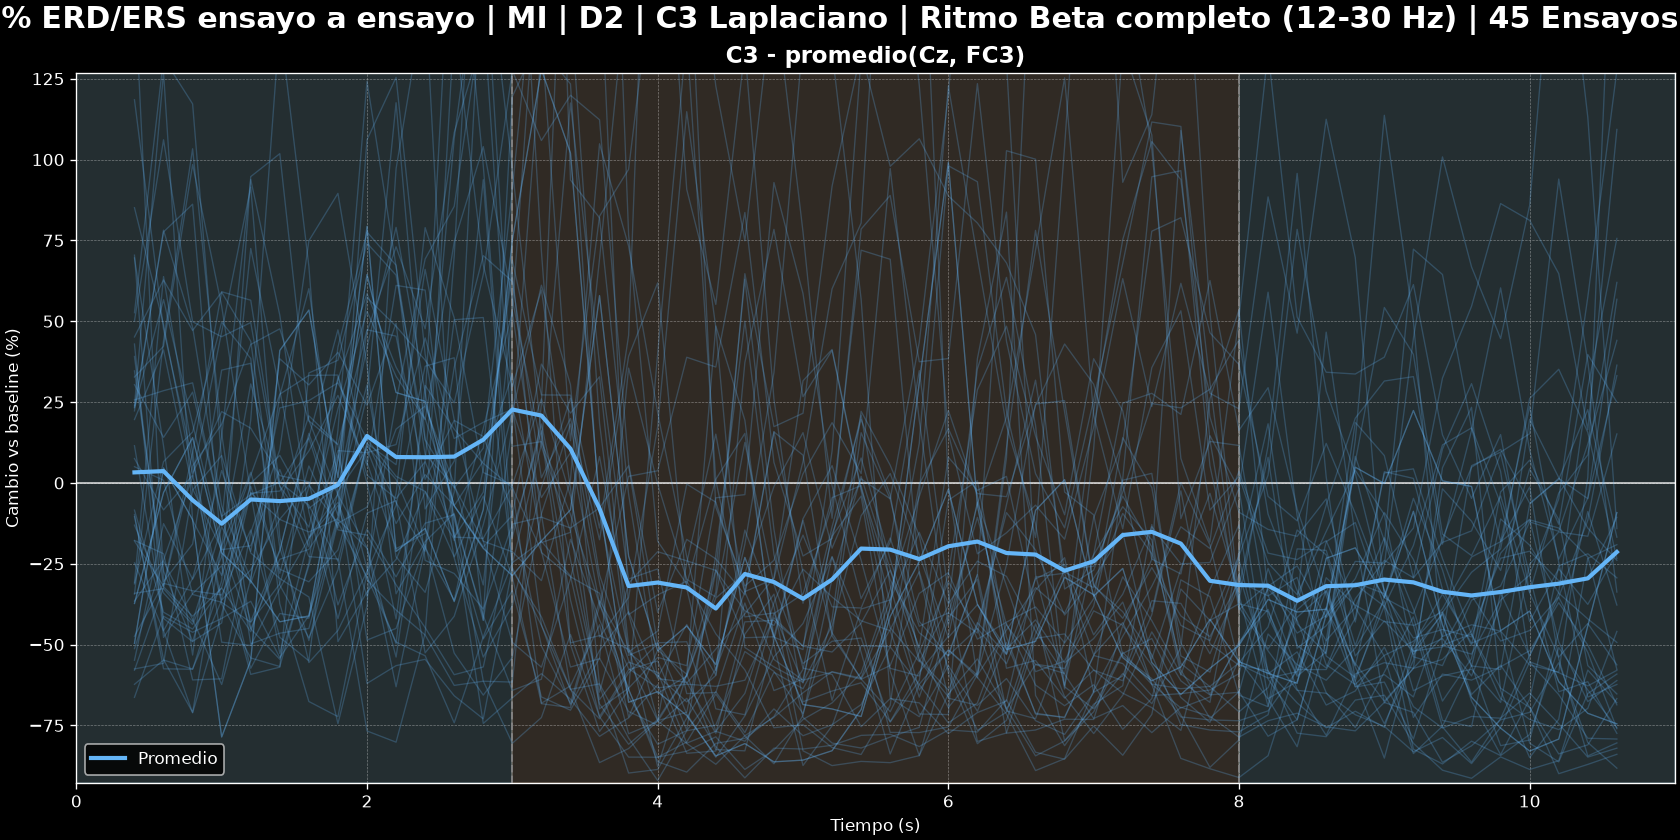 % ERD/ERS ensayo a ensayo | MI | D2 | C3 Laplaciano | Ritmo Beta completo (12-30 Hz) | 45 Ensayos
C3 - promedio(Cz, FC3)
Cambio vs baseline (%)
125
100
75
50
25
0
−25
−50
−75
Promedio
0 2 4 6 8 10
Tiempo (s)